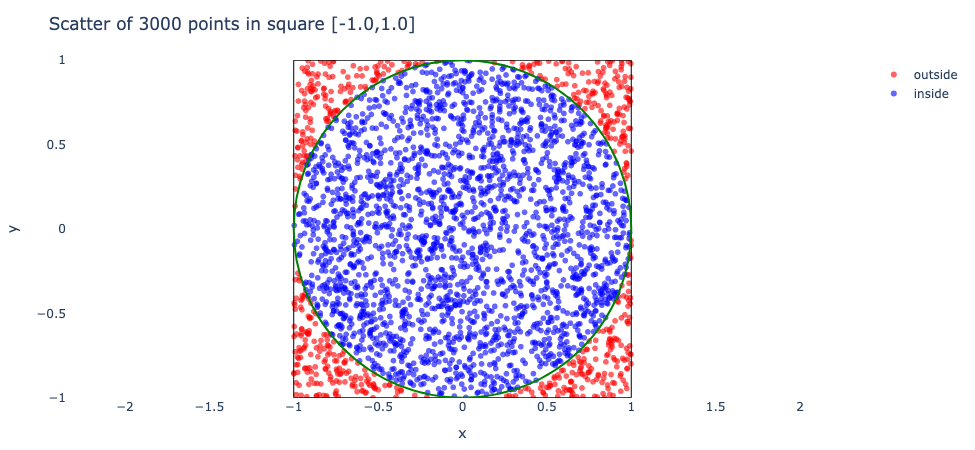 Scatter of 3000 points in square [-1.0,1.0]
outside
inside
1
0.5
0
−0.5
−1
y
−2
−1.5
−1
−0.5
0
0.5
1
1.5
2
x